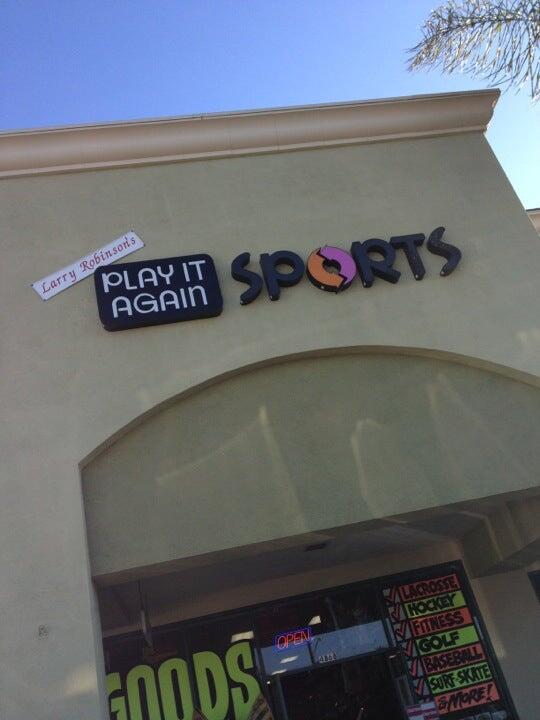 Larry Robinson's
PLAY IT
AGAIN
SPORTS
OPEN
GOODS
LACROSSE
HOCKEY
FITNESS
GOLF
BASEBALL
SURF-SKATE
& MORE!